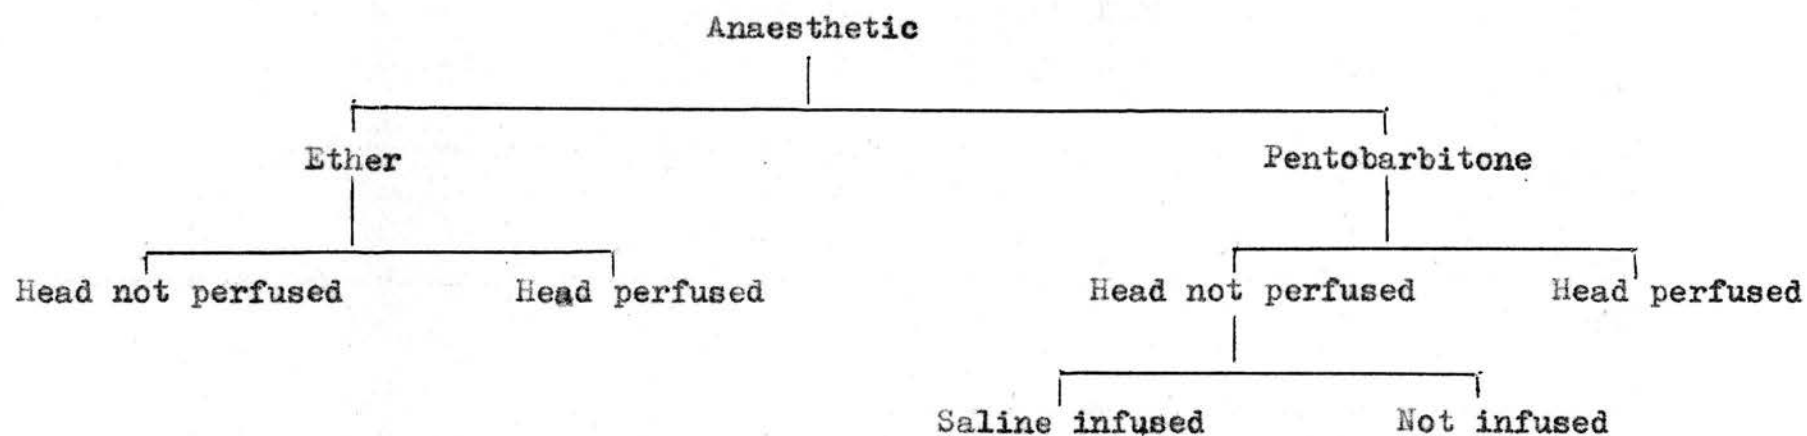 Anaesthetic
Ether Pentobarbitone
Head not perfused Head perfused Head not perfused Head perfused
Saline infused Not infused